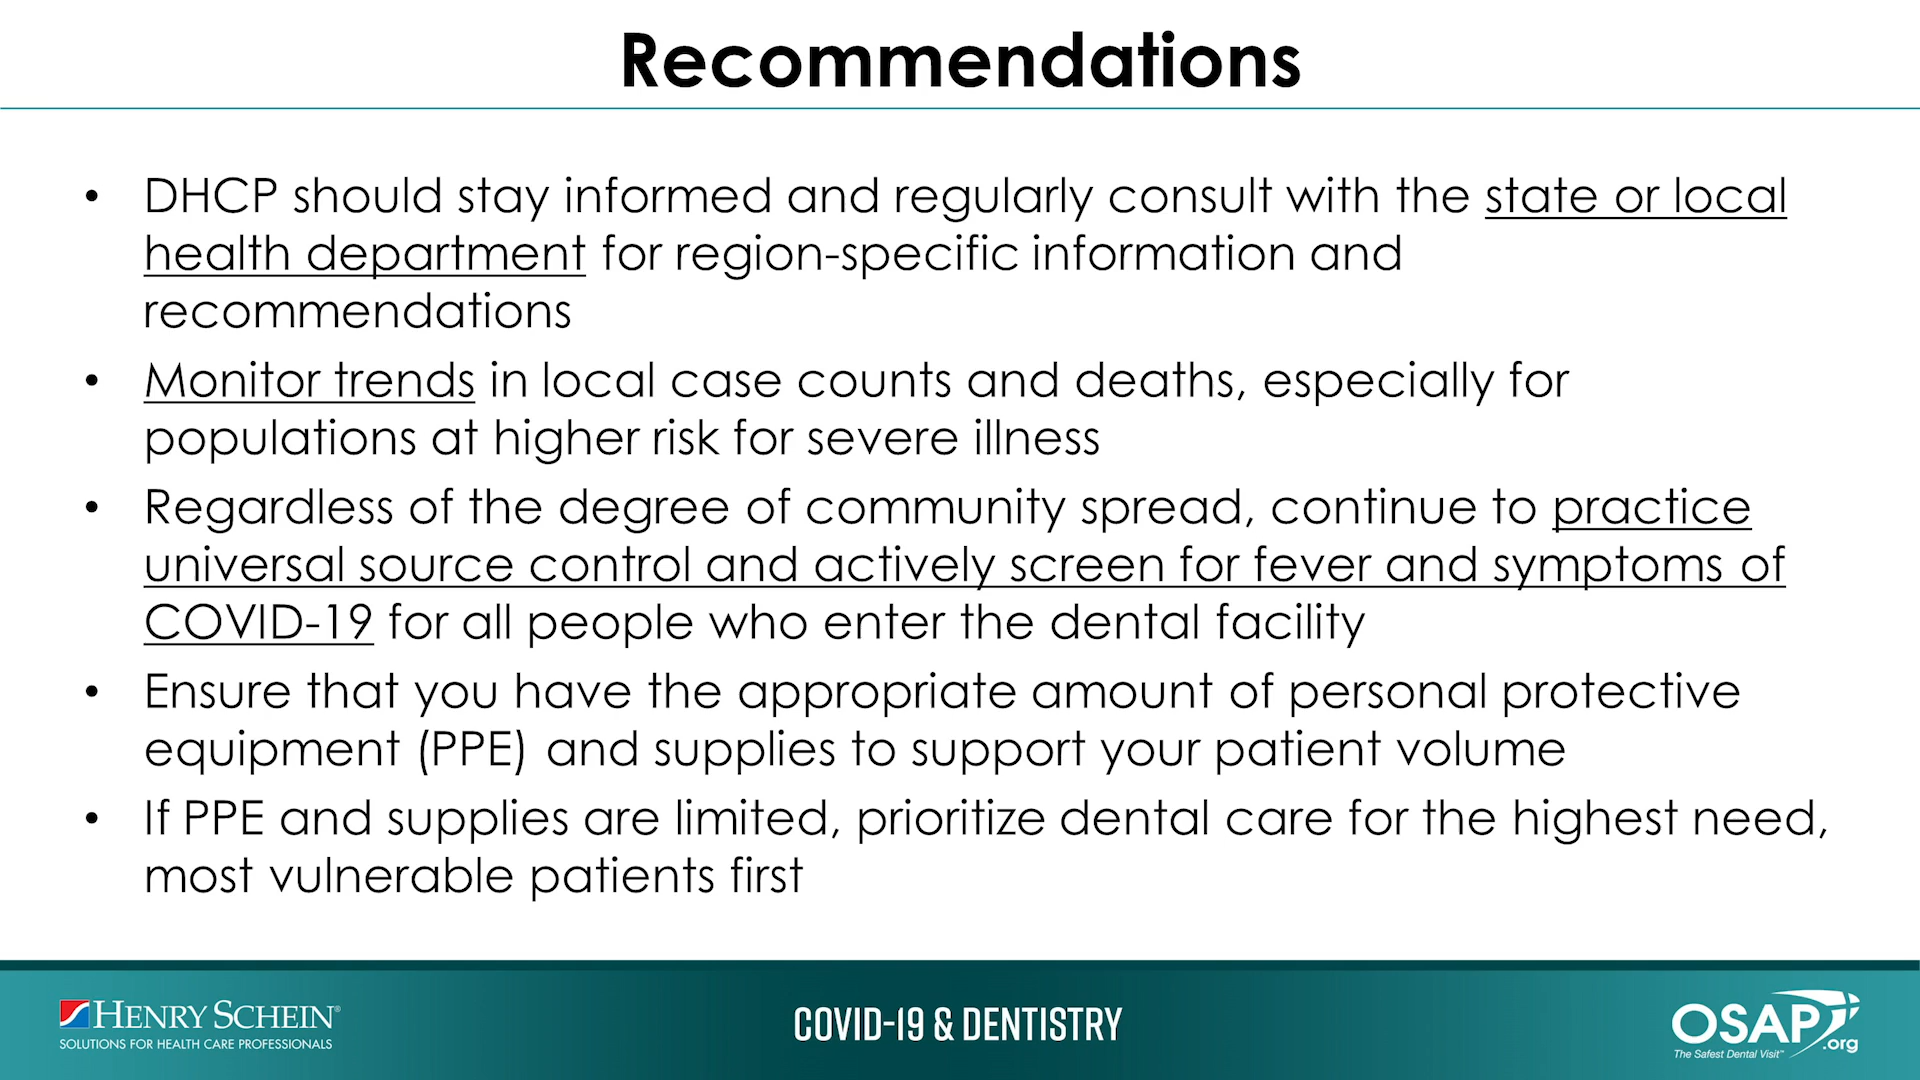 Recommendations
• DHCP should stay informed and regularly consult with the state or local
health department for region-specific information and
recommendations
• Monitor trends in local case counts and deaths, especially for
populations at higher risk for severe illness
• Regardless of the degree of community spread, continue to practice
universal source control and actively screen for fever and symptoms of
COVID-19 for all people who enter the dental facility
• Ensure that you have the appropriate amount of personal protective
equipment (PPE) and supplies to support your patient volume
• If PPE and supplies are limited, prioritize dental care for the highest need,
most vulnerable patients first
HENRY SCHEIN®
SOLUTIONS FOR HEALTH CARE PROFESSIONALS
COVID-19 & DENTISTRY
OSAP
.org
The Safest Dental Visit™